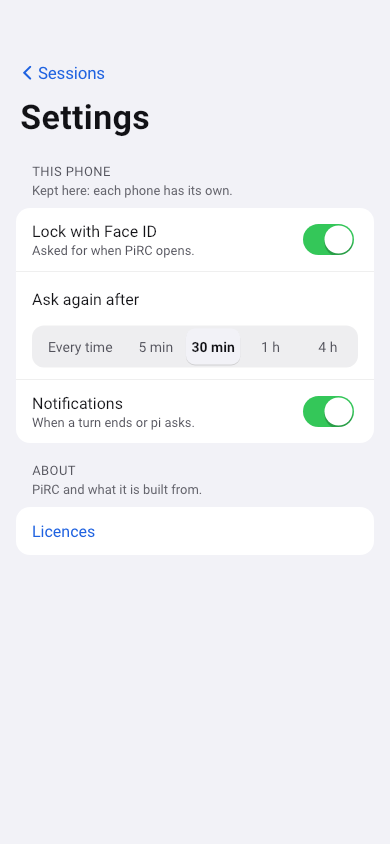 Sessions
Settings
THIS PHONE
Kept here: each phone has its own.
Lock with Face ID
Asked for when PiRC opens.
Ask again after
Every time 5 min 30 min 1 h 4 h
Notifications
When a turn ends or pi asks.
ABOUT
PiRC and what it is built from.
Licences